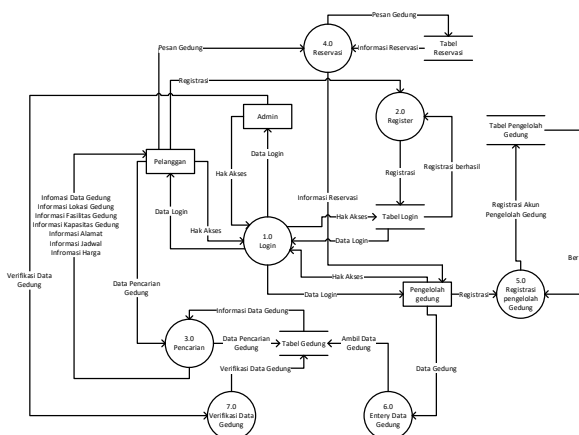 Pesan Gedung
4.0
Reservasi
Pesan Gedung
Informasi Reservasi
Tabel
Reservasi
Registrasi
Admin
2.0
Register
Tabel Pengelolah
Gedung
Pelanggan
Data Login
Hak Akses
Registrasi
Registrasi berhasil
Infomasi Data Gedung
Informasi Lokasi Gedung
Informasi Fasilitas Gedung
Informasi Kapasitas Gedung
Informasi Alamat
Informasi Jadwal
Infromasi Harga
Data Login
Informasi Reservasi
Registrasi Akun
Pengelolah Gedung
Hak Akses
Tabel Login
1.0
Login
Data Login
Hak Akses
Verifikasi Data
Gedung
Hak Akses
Ber
Data Pencarian
Gedung
Data Login
Pengelolah
gedung
Registrasi
5.0
Registrasi
pengelolah
Gedung
Informasi Data Gedung
3.0
Pencarian
Data Pencarian
Gedung
Tabel Gedung
Ambil Data
Gedung
Verifikasi Data Gedung
Data Gedung
7.0
Verifikasi Data
Gedung
6.0
Entery Data
Gedung